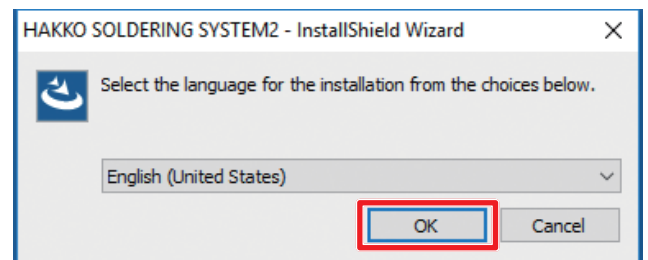 HAKKO SOLDERING SYSTEM2 - InstallShield Wizard
Select the language for the installation from the choices below.
English (United States)
OK Cancel